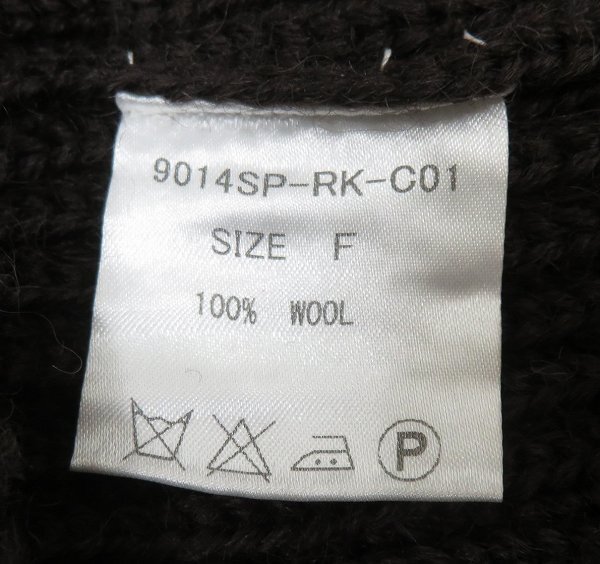 9014SP-RK-C01
SIZE F
100% WOOL
P